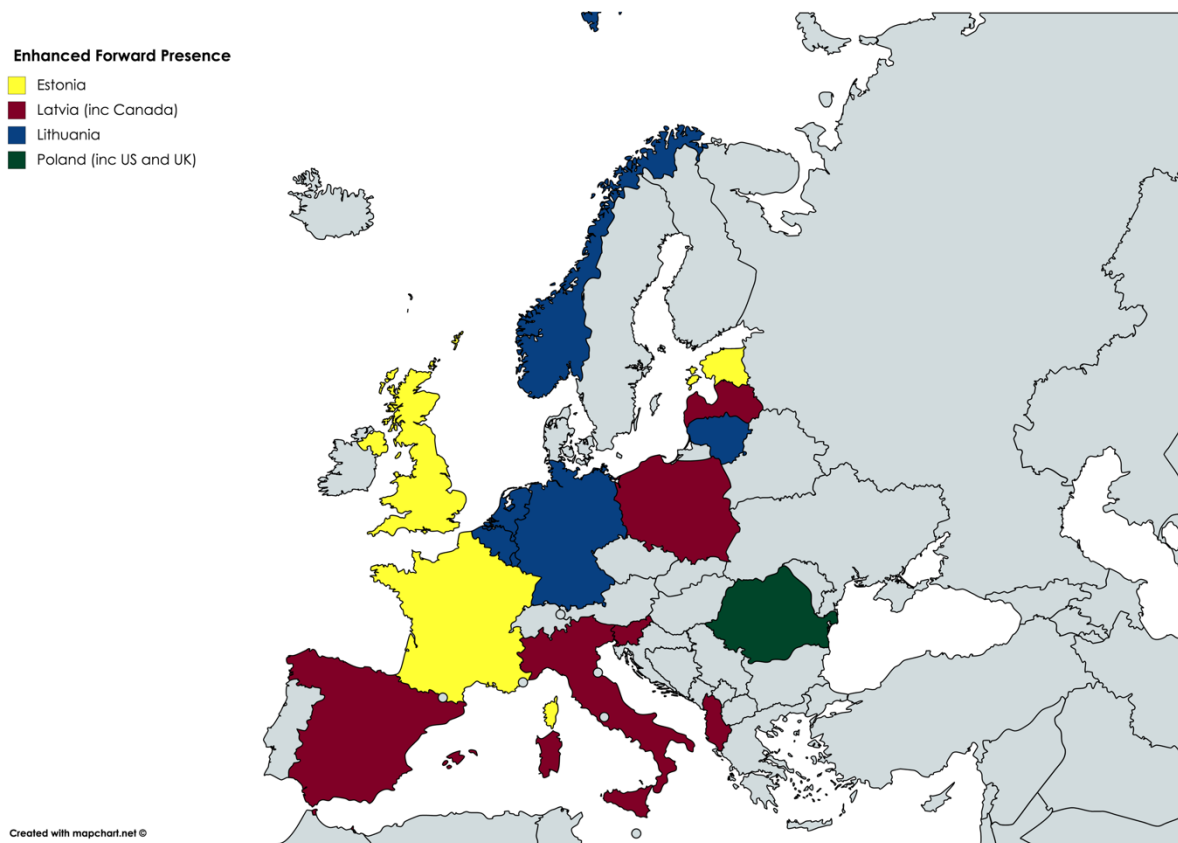 Enhanced Forward Presence
Estonia
Latvia (inc Canada)
Lithuania
Poland (inc US and UK)
Created with mapchart.net ©